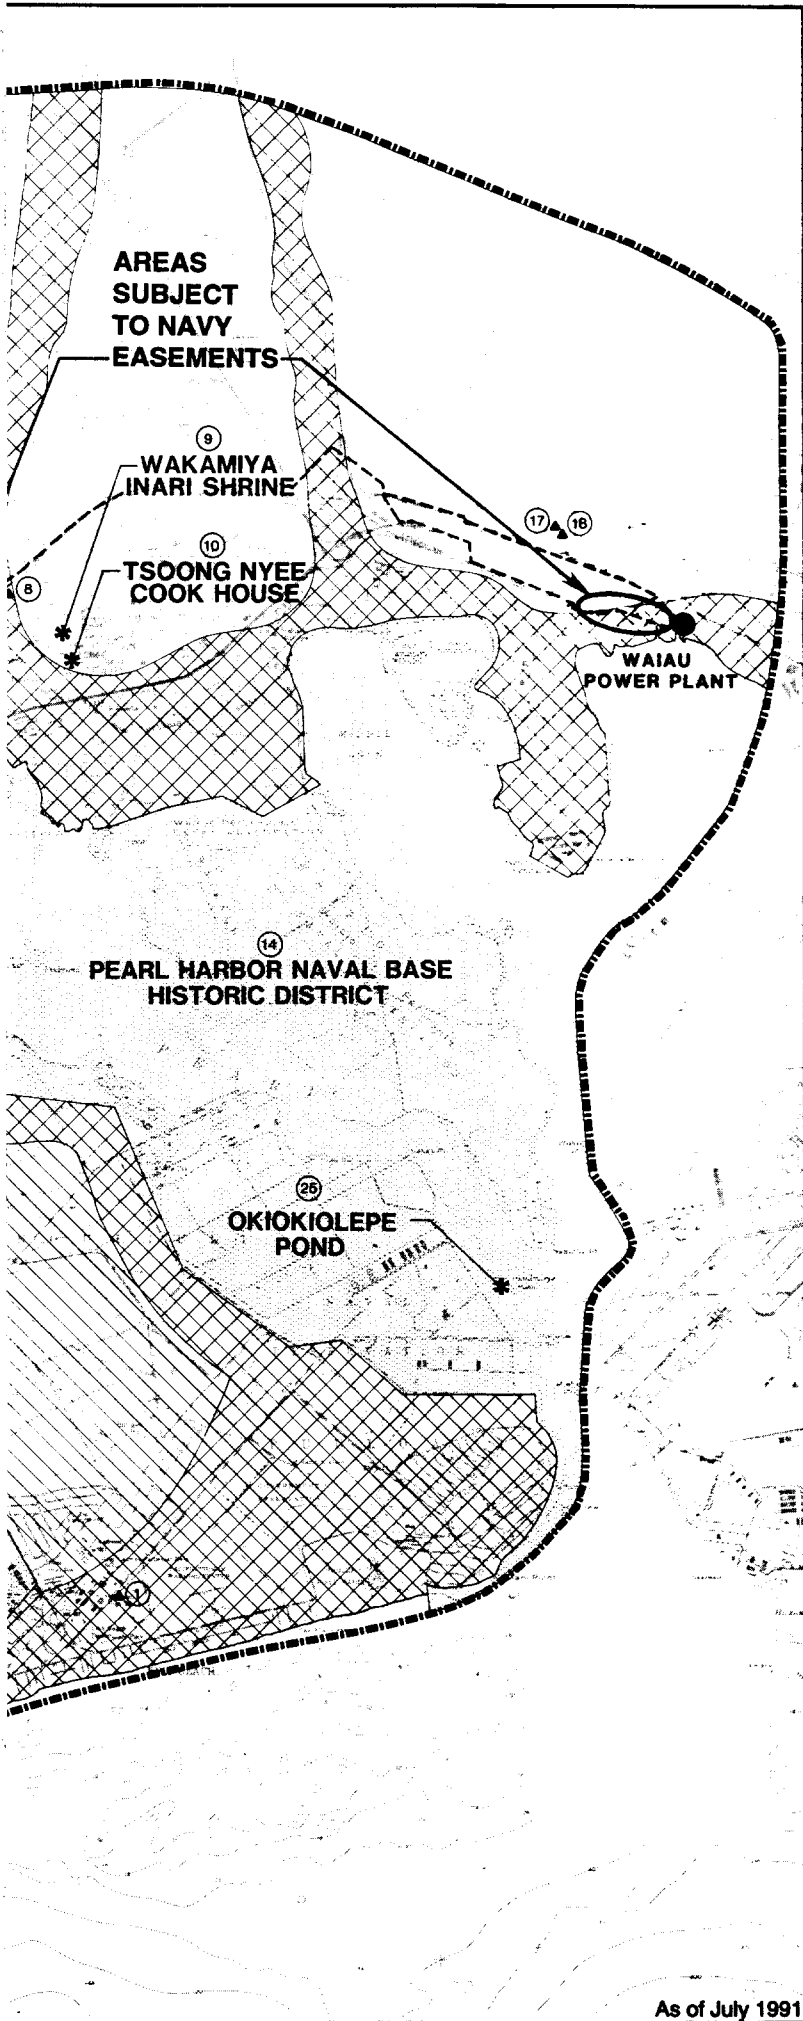 AREAS
SUBJECT
TO NAVY
EASEMENTS
9
WAKAMIYA
INARI SHRINE
10
TSOONG NYEE
COOK HOUSE
8
17
18
WAIAU
POWER PLANT
14
PEARL HARBOR NAVAL BASE
HISTORIC DISTRICT
25
OKIOKIOLEPE
POND
1
As of July 1991